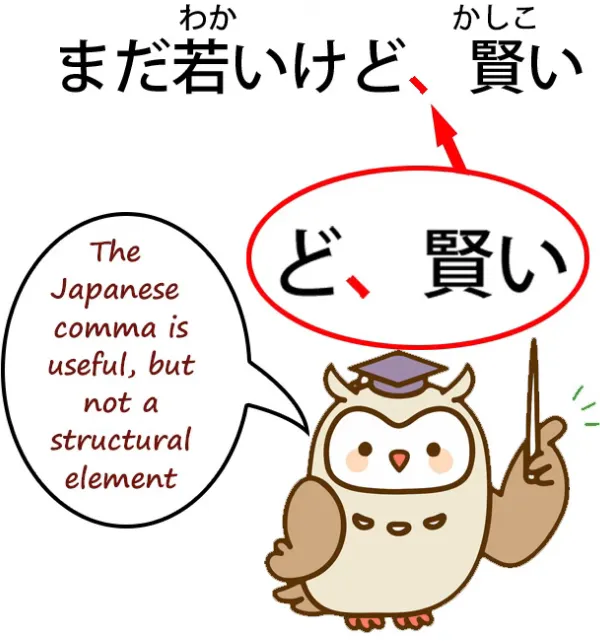 わか かしこ
まだ若いけど、賢い
ど、賢い
The
Japanese
comma is
useful, but
not a
structural
element